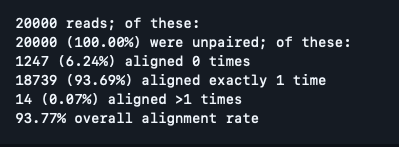 20000 reads; of these:
20000 (100.00%) were unpaired; of these:
1247 (6.24%) aligned 0 times
18739 (93.69%) aligned exactly 1 time
14 (0.07%) aligned >1 times
93.77% overall alignment rate